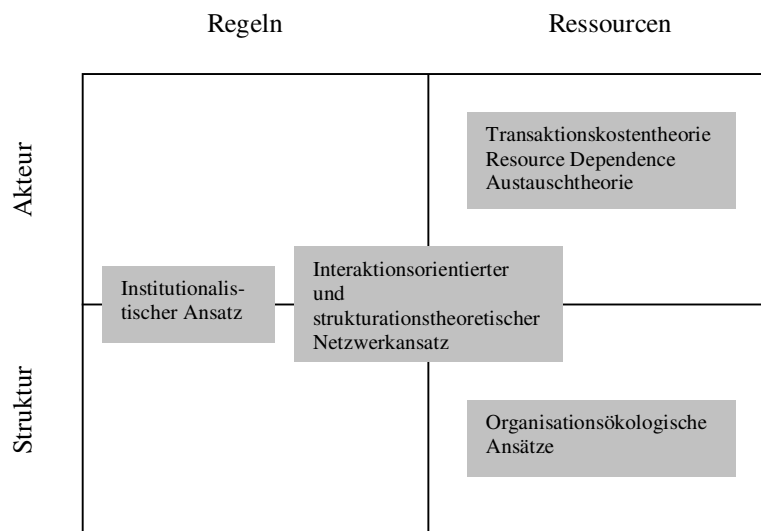 Regeln
Ressourcen
Akteur
Transaktionskostentheorie
Resource Dependence
Austauschtheorie
Institutionalis-
tischer Ansatz
Interaktionsorientierter
und
strukturationstheoretischer
Netzwerkansatz
Struktur
Organisationsökologische
Ansätze